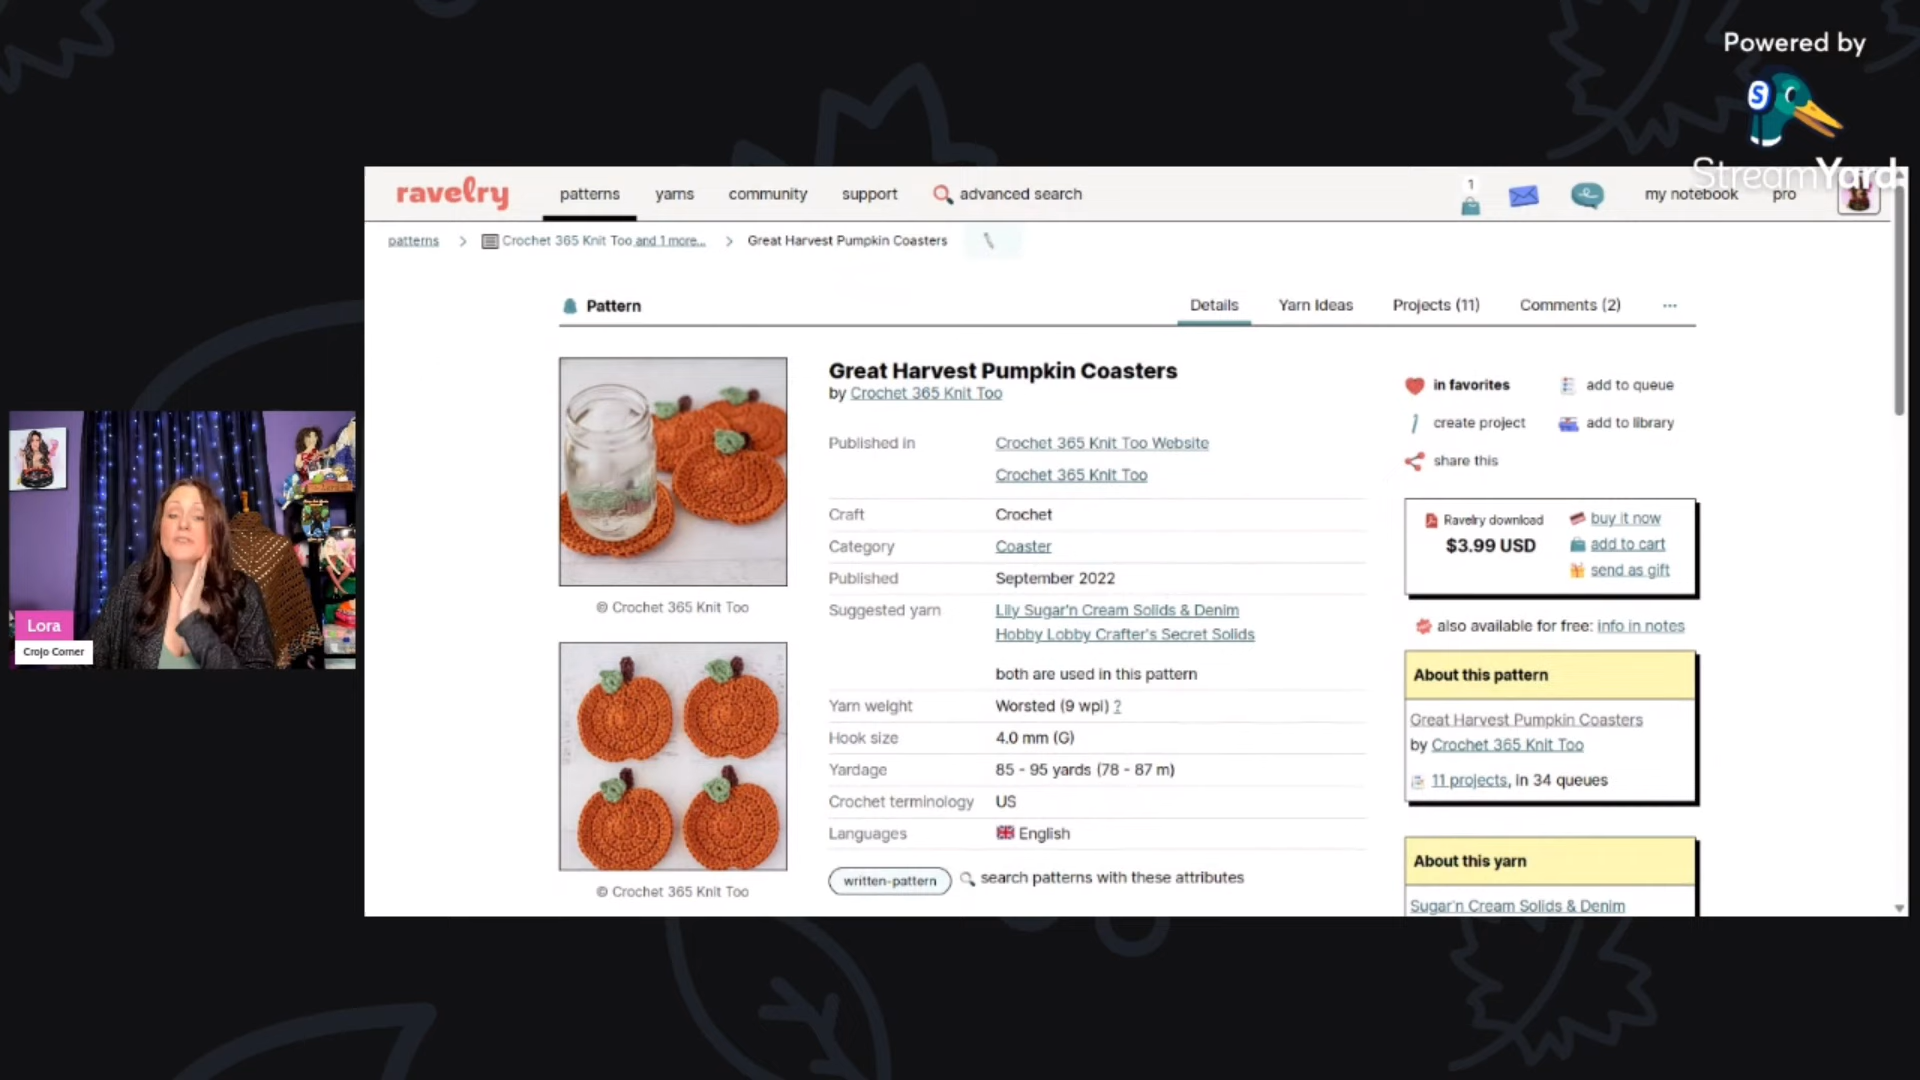 Powered by
StreamYard
ravelry
patterns
yarns
community
support
advanced search
1
my notebook
pro
patterns
Crochet 365 Knit Too and 1 more...
Great Harvest Pumpkin Coasters
Pattern
Details
Yarn Ideas
Projects (11)
Comments (2)
...
Great Harvest Pumpkin Coasters
by Crochet 365 Knit Too
Published in
Crochet 365 Knit Too Website
Crochet 365 Knit Too
Craft
Crochet
Category
Coaster
Published
September 2022
Suggested yarn
Lily Sugar'n Cream Solids & Denim
Hobby Lobby Crafter's Secret Solids
both are used in this pattern
Yarn weight
Worsted (9 wpi) ?
Hook size
4.0 mm (G)
Yardage
85 - 95 yards (78 - 87 m)
Crochet terminology
US
Languages
English
written-pattern
search patterns with these attributes
© Crochet 365 Knit Too
© Crochet 365 Knit Too
in favorites
add to queue
create project
add to library
share this
Ravelry download
$3.99 USD
buy it now
add to cart
send as gift
also available for free: info in notes
About this pattern
Great Harvest Pumpkin Coasters
by Crochet 365 Knit Too
11 projects, in 34 queues
About this yarn
Sugar'n Cream Solids & Denim
Lora
Crojo Corner